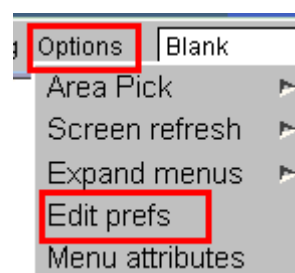 Options Blank
Area Pick
Screen refresh
Expand menus
Edit prefs
Menu attributes